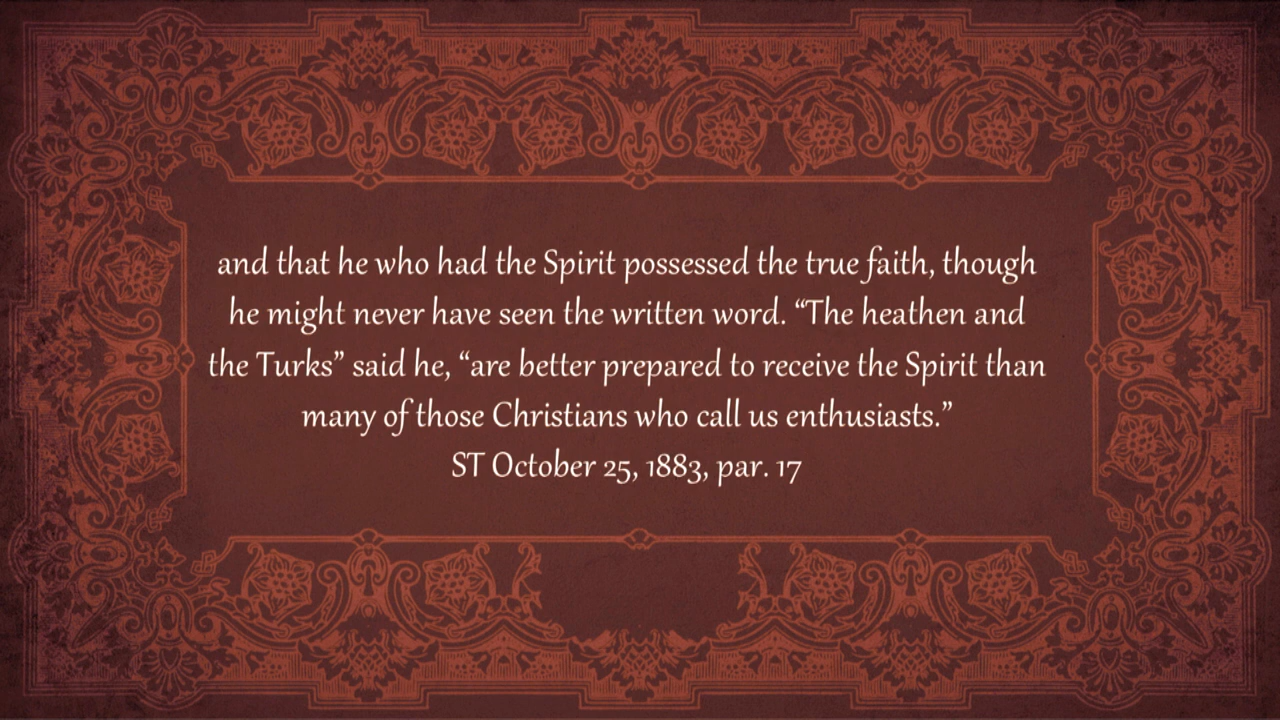 and that he who had the Spirit possessed the true faith, though
he might never have seen the written word. “The heathen and
the Turks” said he, “are better prepared to receive the Spirit than
many of those Christians who call us enthusiasts.”
ST October 25, 1883, par. 17